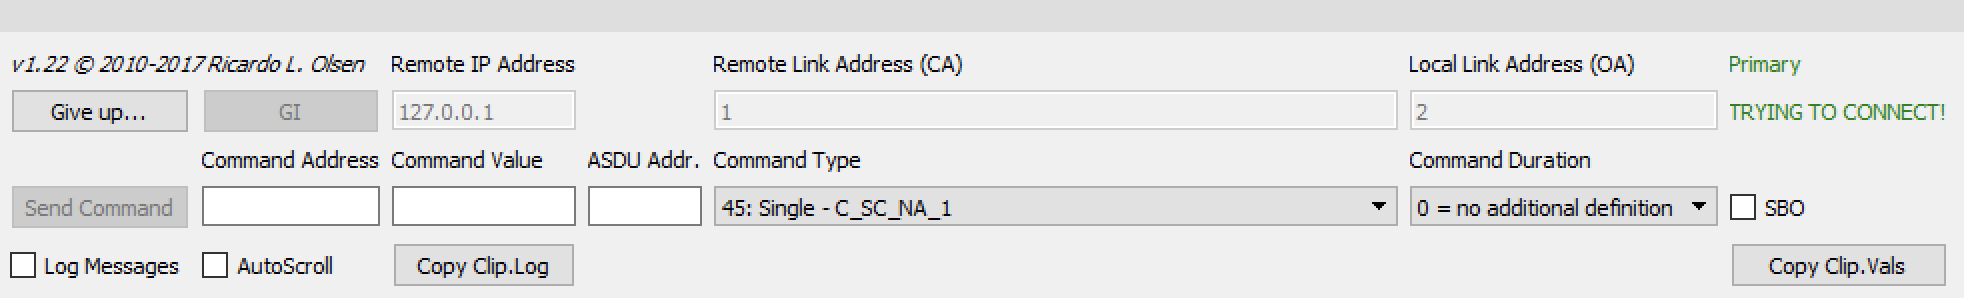 v1.22 © 2010-2017 Ricardo L. Olsen Remote IP Address Remote Link Address (CA) Local Link Address (OA) Primary
Give up... GI 127.0.0.1 1 2 TRYING TO CONNECT!
Command Address Command Value ASDU Addr. Command Type Command Duration
Send Command 45: Single - C_SC_NA_1 0 = no additional definition SBO
Log Messages AutoScroll Copy Clip.Log Copy Clip.Vals